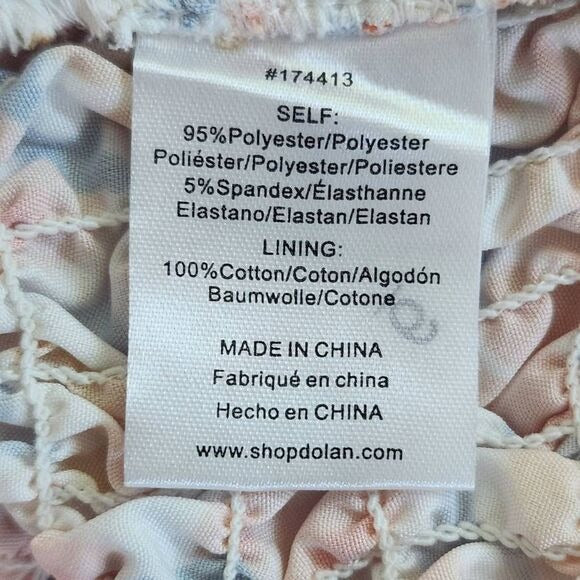 #174413
SELF:
95%Polyester/Polyester
Poliéster/Polyester/Poliestere
5%Spandex/Élasthanne
Elastano/Elastan/Elastan
LINING:
100%Cotton/Coton/Algodón
Baumwolle/Cotone
MADE IN CHINA
Fabriqué en china
Hecho en CHINA
www.shopdolan.com